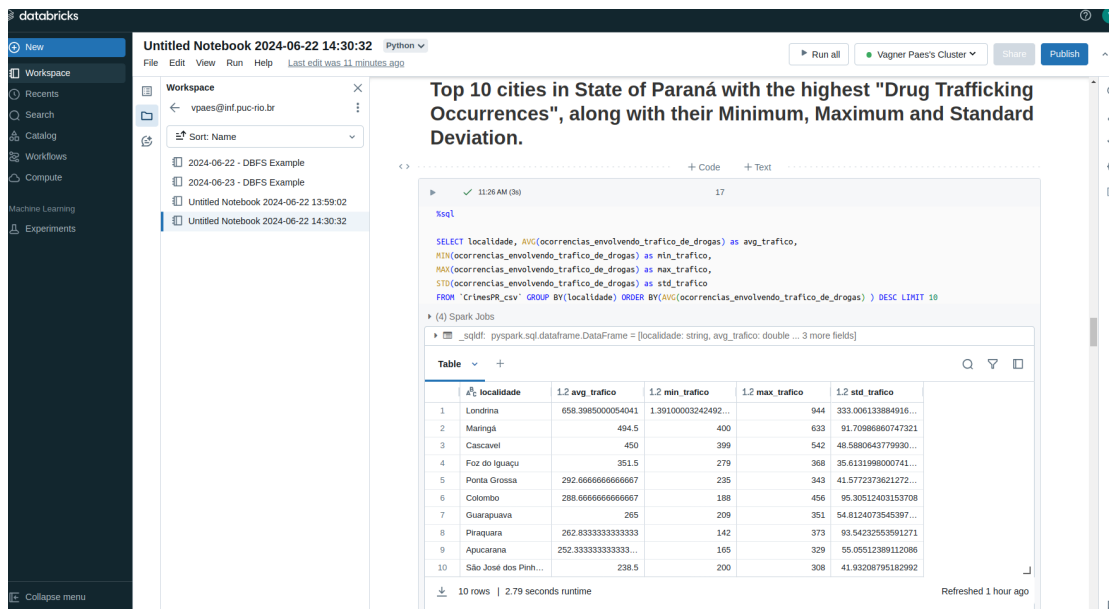 databricks
New
Workspace
Recents
Search
Catalog
Workflows
Compute
Machine Learning
Experiments
Collapse menu
Untitled Notebook 2024-06-22 14:30:32 Python
File Edit View Run Help Last edit was 11 minutes ago
Run all Vagner Paes's Cluster Share Publish
Workspace
vpaes@inf.puc-rio.br
Sort: Name
2024-06-22 - DBFS Example
2024-06-23 - DBFS Example
Untitled Notebook 2024-06-22 13:59:02
Untitled Notebook 2024-06-22 14:30:32
Top 10 cities in State of Paraná with the highest "Drug Trafficking
Occurrences", along with their Minimum, Maximum and Standard
Deviation.
+ Code + Text
11:26 AM (3s) 17
%sql
SELECT localidade, AVG(ocorrencias_envolvendo_trafico_de_drogas) as avg_trafico,
MIN(ocorrencias_envolvendo_trafico_de_drogas) as min_trafico,
MAX(ocorrencias_envolvendo_trafico_de_drogas) as max_trafico,
STD(ocorrencias_envolvendo_trafico_de_drogas) as std_trafico
FROM `CrimesPR_csv` GROUP BY(localidade) ORDER BY(AVG(ocorrencias_envolvendo_trafico_de_drogas) ) DESC LIMIT 10
(4) Spark Jobs
_sqldf: pyspark.sql.dataframe.DataFrame = [localidade: string, avg_trafico: double ... 3 more fields]
Table +
ABC localidade 1.2 avg_trafico 1.2 min_trafico 1.2 max_trafico 1.2 std_trafico
1 Londrina 658.3985000054041 1.39100003242492... 944 333.006133884916...
2 Maringá 494.5 400 633 91.70986860747321
3 Cascavel 450 399 542 48.5880643779930...
4 Foz do Iguaçu 351.5 279 368 35.6131998000741...
5 Ponta Grossa 292.6666666666667 235 343 41.5772373621272...
6 Colombo 288.6666666666667 188 456 95.30512403153708
7 Guarapuava 265 209 351 54.8124073545397...
8 Piraquara 262.8333333333333 142 373 93.54232553591271
9 Apucarana 252.333333333333... 165 329 55.05512389112086
10 São José dos Pinh... 238.5 200 308 41.93208795182992
10 rows | 2.79 seconds runtime Refreshed 1 hour ago